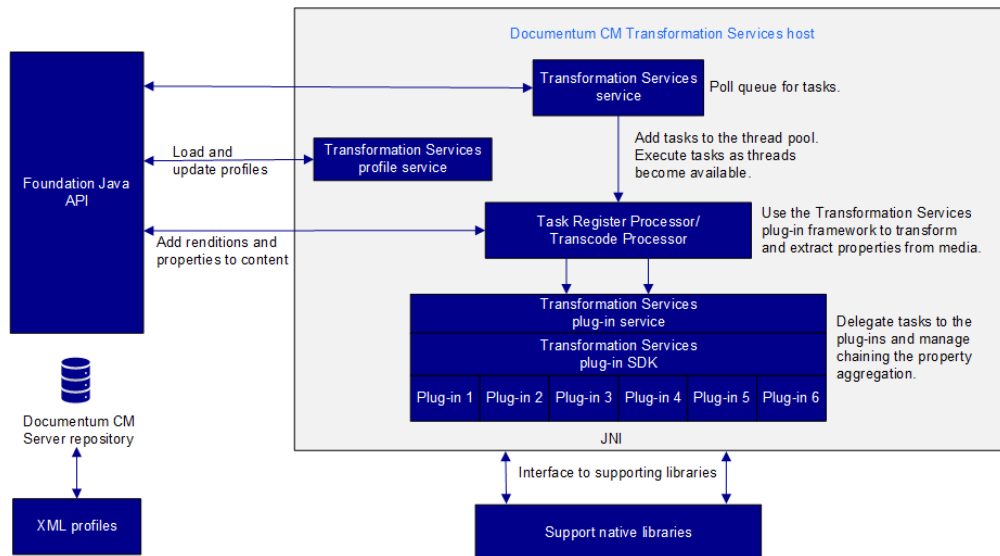 Documentum CM Transformation Services host
Transformation Services
service
Poll queue for tasks.
Add tasks to the thread pool.
Execute tasks as threads
become available.
Load and
update profiles
Transformation Services
profile service
Foundation Java
API
Task Register Processor/
Transcode Processor
Use the Transformation Services
plug-in framework to transform
and extract properties from media.
Add renditions and
properties to content
Transformation Services
plug-in service
Transformation Services
plug-in SDK
Delegate tasks to the
plug-ins and manage
chaining the property
aggregation.
Plug-in 1 Plug-in 2 Plug-in 3 Plug-in 4 Plug-in 5 Plug-in 6
JNI
Documentum CM
Server repository
Interface to supporting libraries
XML profiles
Support native libraries